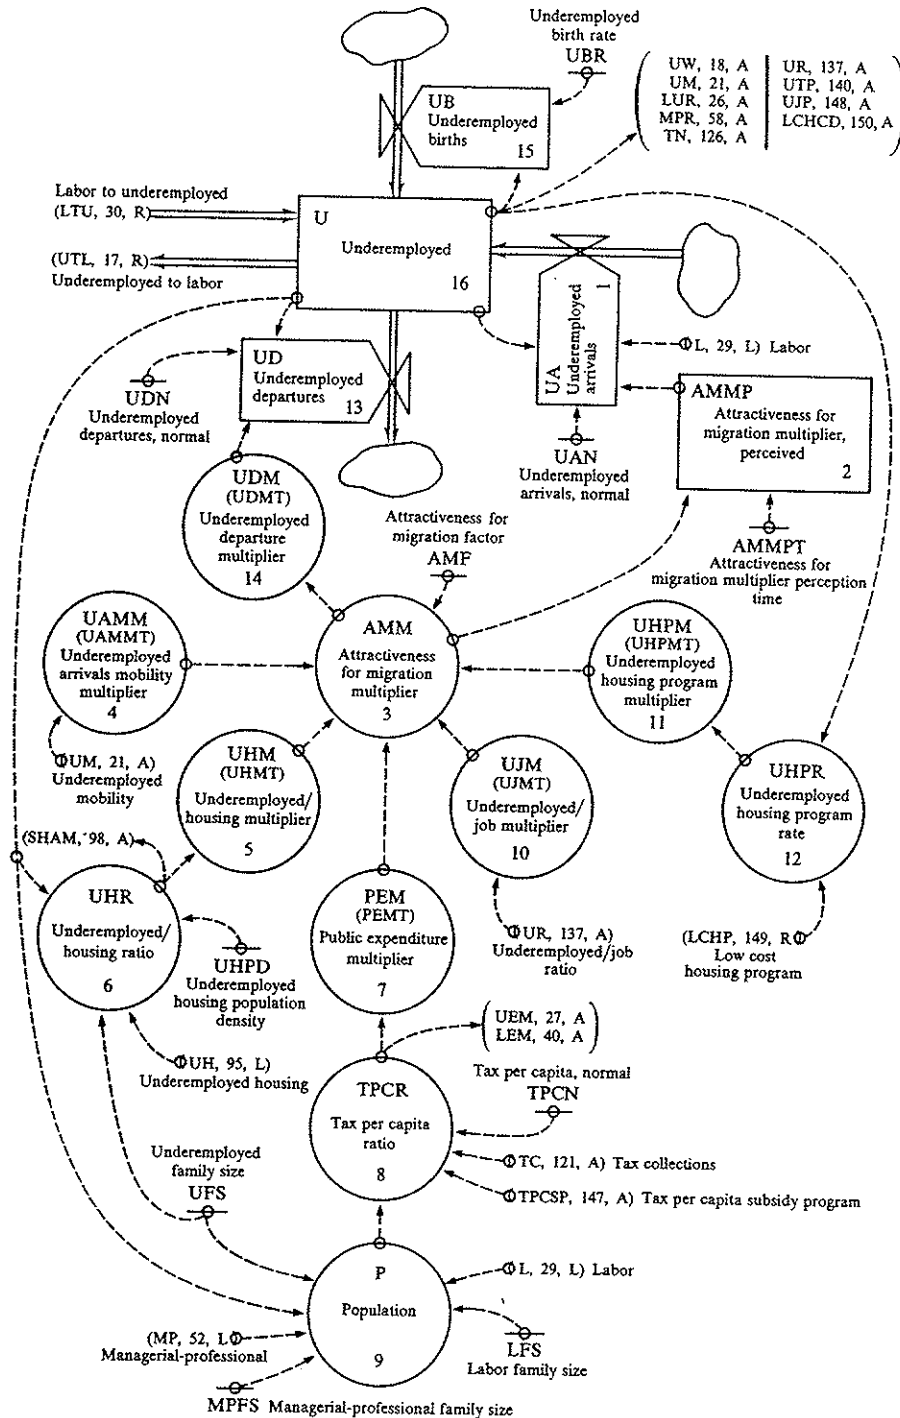 Underemployed
birth rate
UBR
UW, 18, A
UM, 21, A
LUR, 26, A
MPR, 58, A
TN, 126, A
UR, 137, A
UTP, 140, A
UJP, 148, A
LCHCD, 150, A
UB
Underemployed
births
15
Labor to underemployed
(LTU, 30, R)
(UTL, 17, R)
Underemployed to labor
U
Underemployed
16
UA
Underemployed
arrivals
1
L, 29, L) Labor
UD
Underemployed
departures
13
UDN
Underemployed
departures, normal
AMMP
Attractiveness for
migration multiplier,
perceived
2
UAN
Underemployed
arrivals, normal
UDM
(UDMT)
Underemployed
departure
multiplier
14
Attractiveness for
migration factor
AMF
AMMPT
Attractiveness for
migration multiplier perception
time
UAMM
(UAMMT)
Underemployed
arrivals mobility
multiplier
4
AMM
Attractiveness
for migration
multiplier
3
UHPM
(UHPMT)
Underemployed
housing program
multiplier
11
UM, 21, A)
Underemployed
mobility
UHM
(UHMT)
Underemployed/
housing multiplier
5
UJM
(UJMT)
Underemployed/
job multiplier
10
UHPR
Underemployed
housing program
rate
12
(SHAM, 98, A)
UHR
Underemployed/
housing ratio
6
UHPD
Underemployed
housing population
density
PEM
(PEMT)
Public expenditure
multiplier
7
UR, 137, A)
Underemployed/job
ratio
(LCHP, 149, R
Low cost
housing program
UEM, 27, A
LEM, 40, A
UH, 95, L)
Underemployed housing
TPCR
Tax per capita
ratio
8
Tax per capita, normal
TPCN
TC, 121, A) Tax collections
TPCSP, 147, A) Tax per capita subsidy program
Underemployed
family size
UFS
P
Population
9
L, 29, L) Labor
(MP, 52, L
Managerial-professional
LFS
Labor family size
MPFS Managerial-professional family size